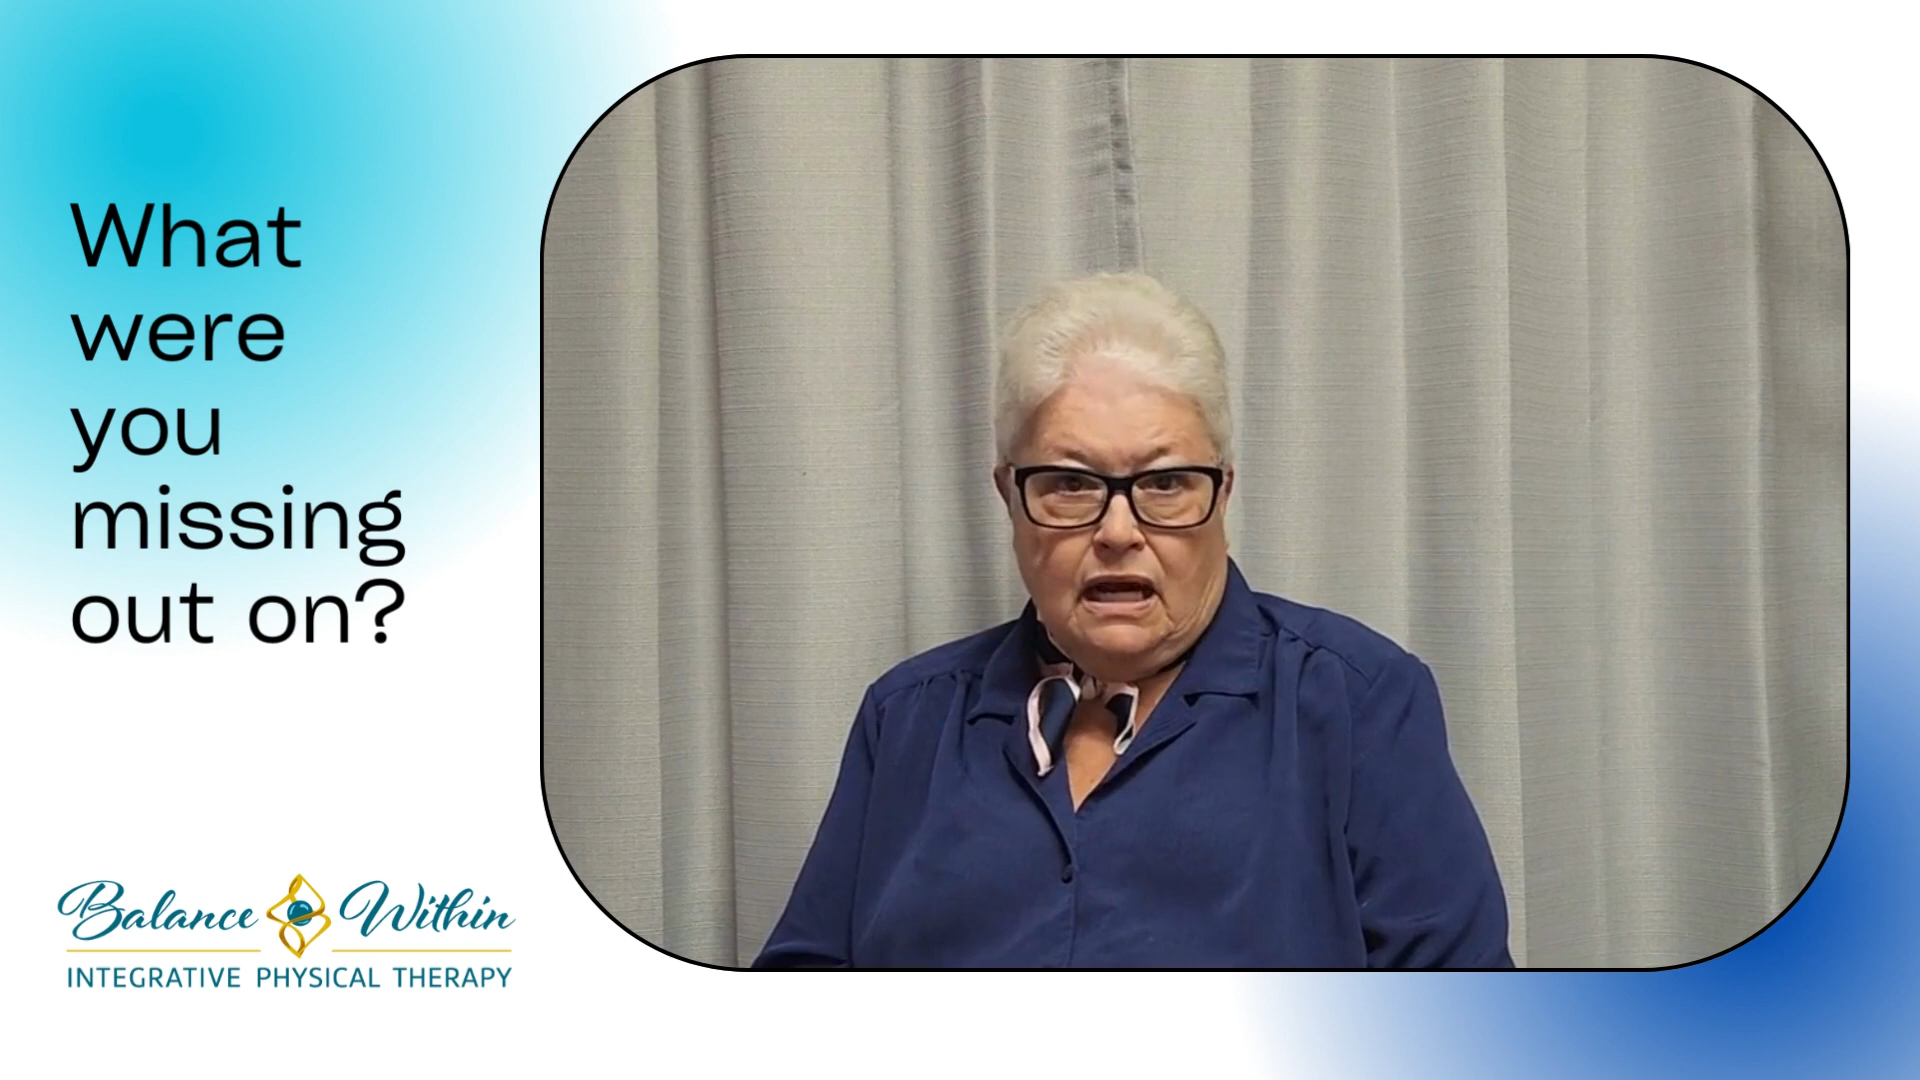 What
were
you
missing
out on?
Balance Within
INTEGRATIVE PHYSICAL THERAPY